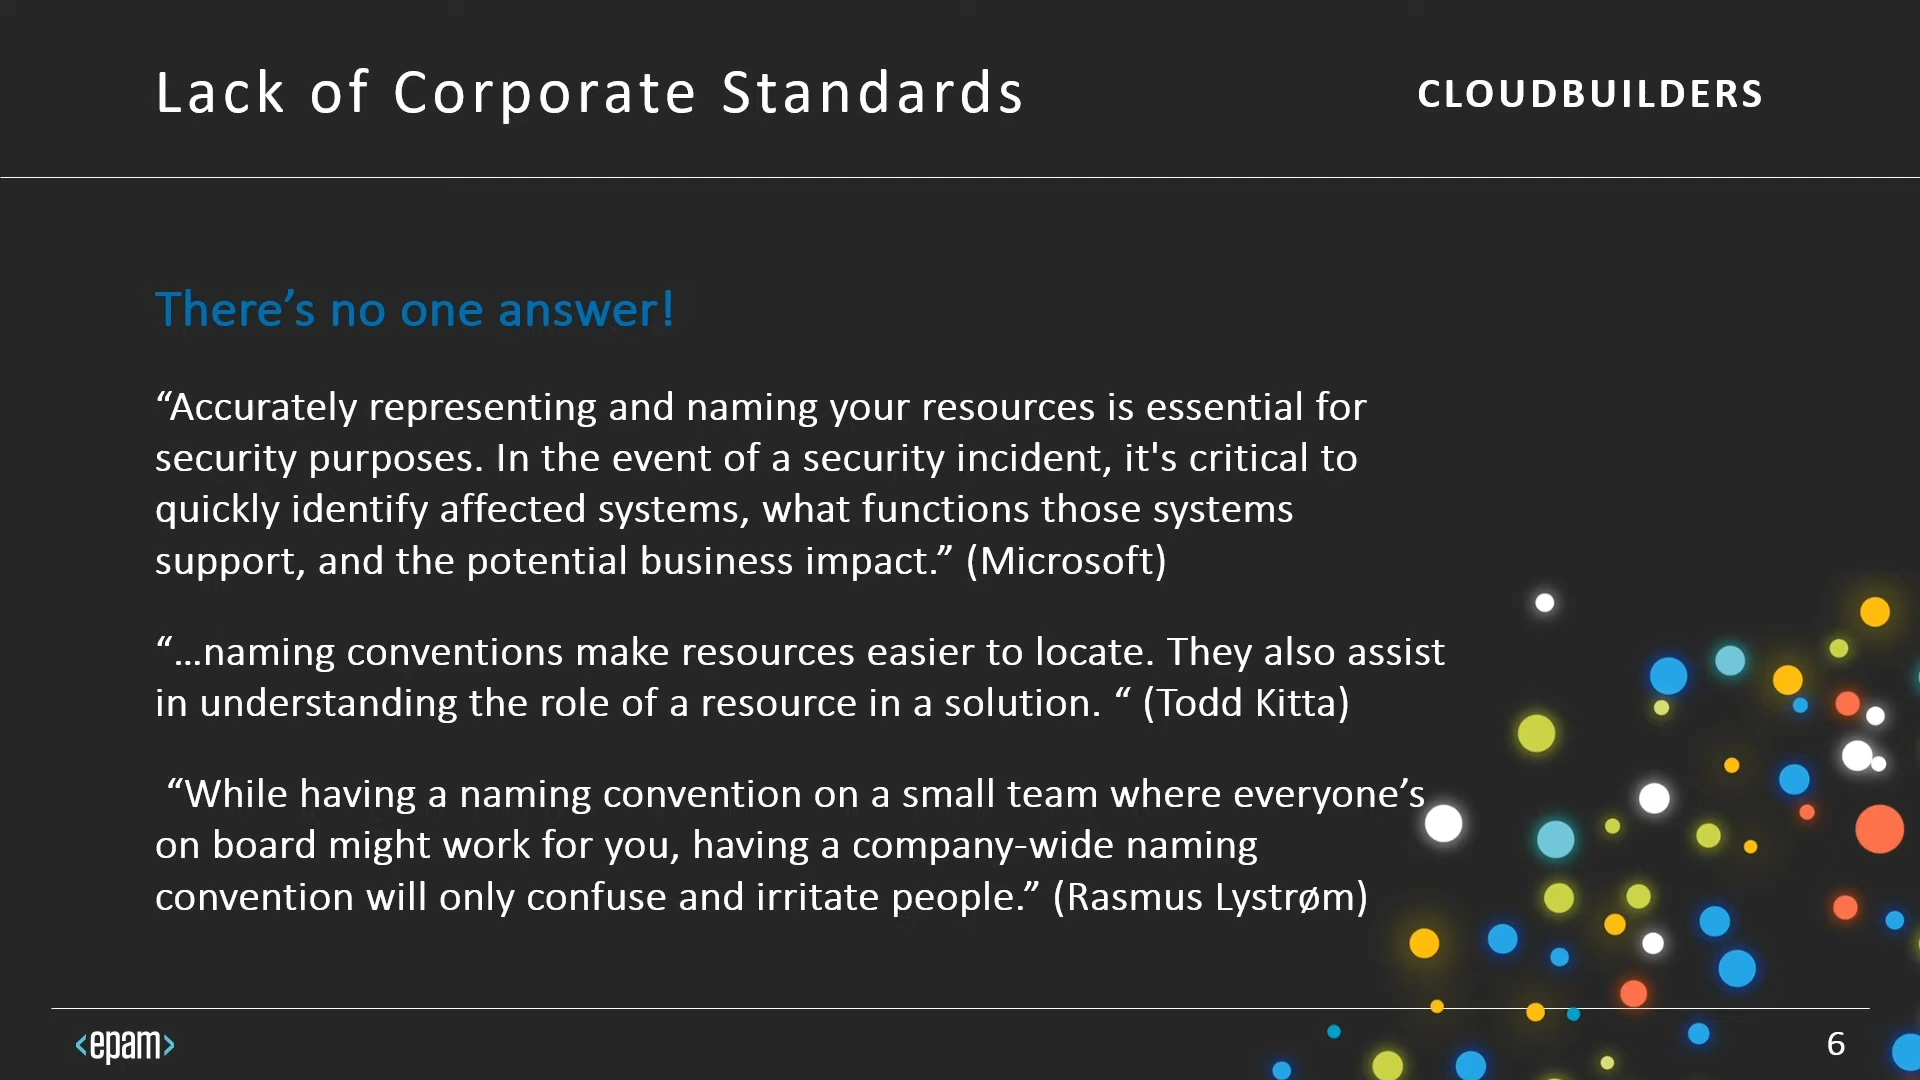 Lack of Corporate Standards
CLOUDBUILDERS
There’s no one answer!
“Accurately representing and naming your resources is essential for
security purposes. In the event of a security incident, it's critical to
quickly identify affected systems, what functions those systems
support, and the potential business impact.” (Microsoft)
“…naming conventions make resources easier to locate. They also assist
in understanding the role of a resource in a solution. “ (Todd Kitta)
“While having a naming convention on a small team where everyone’s
on board might work for you, having a company-wide naming
convention will only confuse and irritate people.” (Rasmus Lystrøm)
<epam>
6